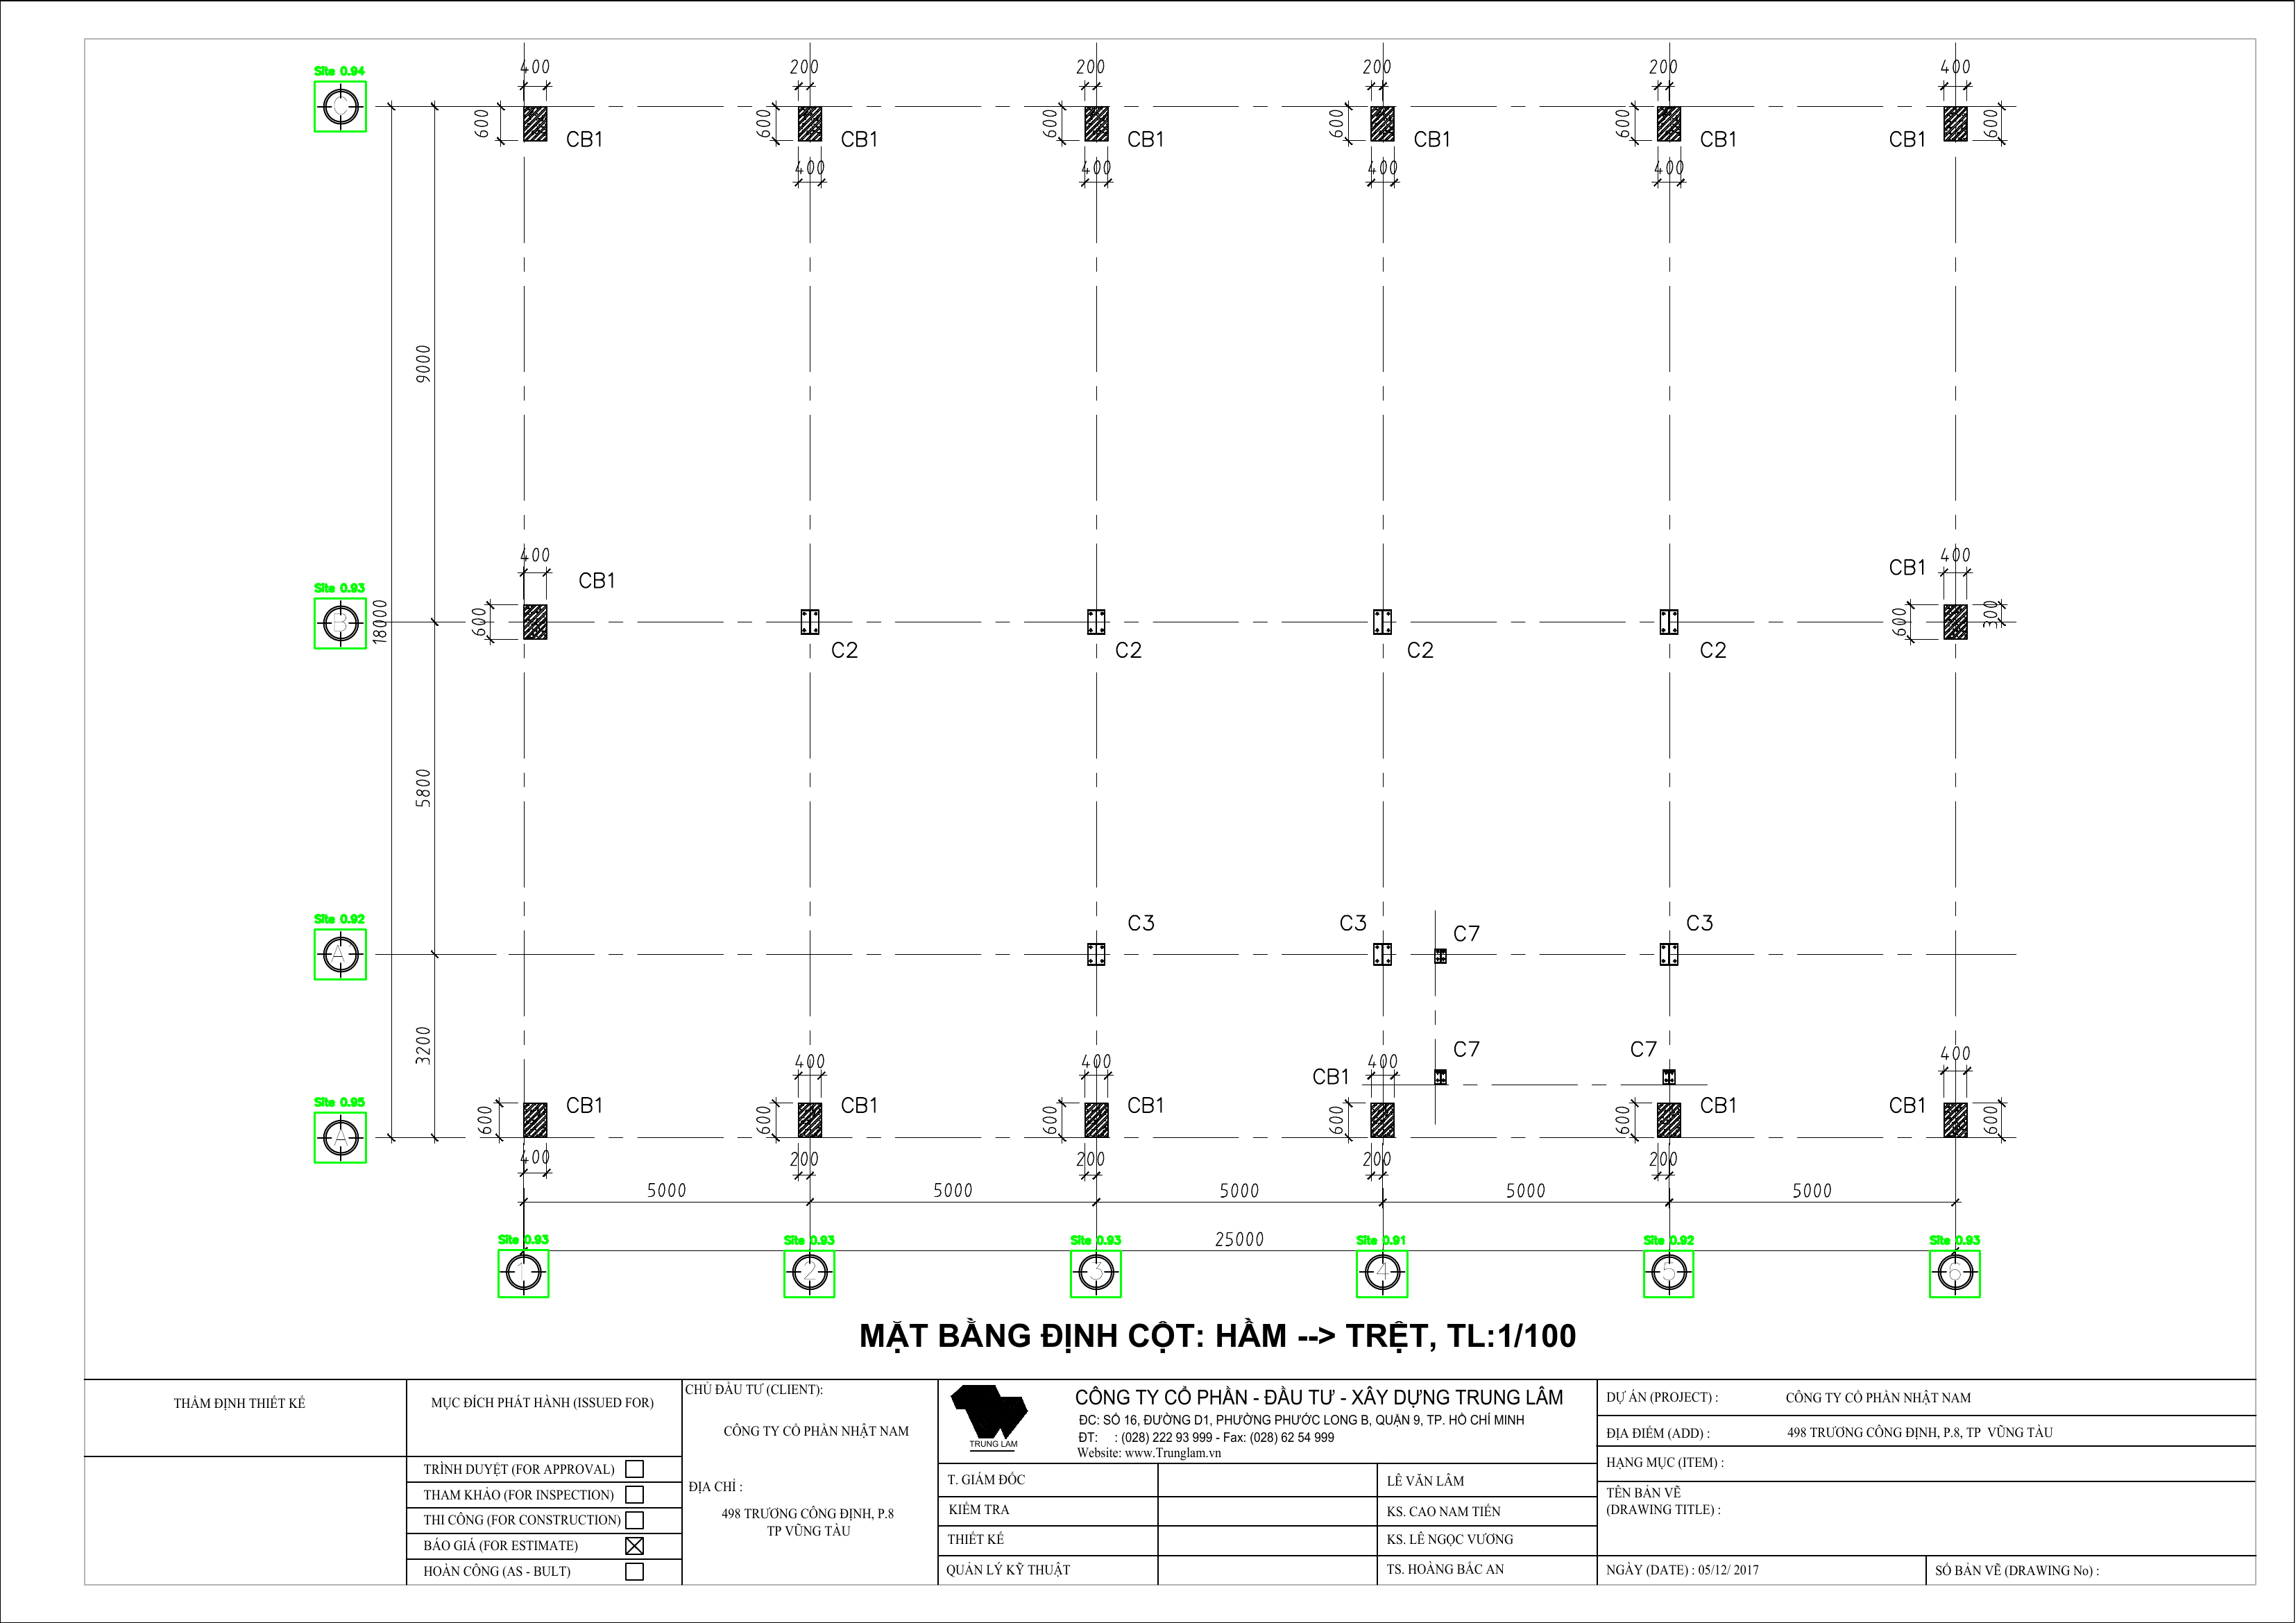 400 200 200 200 200 400
Site 0.94
C
600 600 600 600 600 600
CB1 CB1 CB1 CB1 CB1 CB1
400 400 400 400
9000
400 CB1 CB1 400
Site 0.93
B
18000
600 600 300
C2 C2 C2 C2
5800
Site 0.92
A'
C3 C3 C7 C3
3200
400 400 400 C7 C7 400
CB1
Site 0.95
A
600 CB1 600 CB1 600 CB1 600 600 CB1 CB1 600
400 200 200 200 200
5000 5000 5000 5000 5000
25000
Site 0.93 Site 0.93 Site 0.93 Site 0.91 Site 0.92 Site 0.93
1 2 3 4 5 6
MẶT BẰNG ĐỊNH CỘT: HẦM --> TRỆT, TL:1/100
THẨM ĐỊNH THIẾT KẾ
MỤC ĐÍCH PHÁT HÀNH (ISSUED FOR)
TRÌNH DUYỆT (FOR APPROVAL)
THAM KHẢO (FOR INSPECTION)
THI CÔNG (FOR CONSTRUCTION)
BÁO GIÁ (FOR ESTIMATE)
HOÀN CÔNG (AS - BULT)
CHỦ ĐẦU TƯ (CLIENT):
CÔNG TY CỔ PHẦN NHẬT NAM
ĐỊA CHỈ :
498 TRƯƠNG CÔNG ĐỊNH, P.8
TP VŨNG TÀU
TRUNG LAM
CÔNG TY CỔ PHẦN - ĐẦU TƯ - XÂY DỰNG TRUNG LÂM
ĐC: SỐ 16, ĐƯỜNG D1, PHƯỜNG PHƯỚC LONG B, QUẬN 9, TP. HỒ CHÍ MINH
ĐT: : (028) 222 93 999 - Fax: (028) 62 54 999
Website: www.Trunglam.vn
T. GIÁM ĐỐC LÊ VĂN LÂM
KIỂM TRA KS. CAO NAM TIẾN
THIẾT KẾ KS. LÊ NGỌC VƯƠNG
QUẢN LÝ KỸ THUẬT TS. HOÀNG BẮC AN
DỰ ÁN (PROJECT) : CÔNG TY CỔ PHẦN NHẬT NAM
ĐỊA ĐIỂM (ADD) : 498 TRƯƠNG CÔNG ĐỊNH, P.8, TP VŨNG TÀU
HẠNG MỤC (ITEM) :
TÊN BẢN VẼ
(DRAWING TITLE) :
NGÀY (DATE) : 05/12/ 2017
SỐ BẢN VẼ (DRAWING No) :